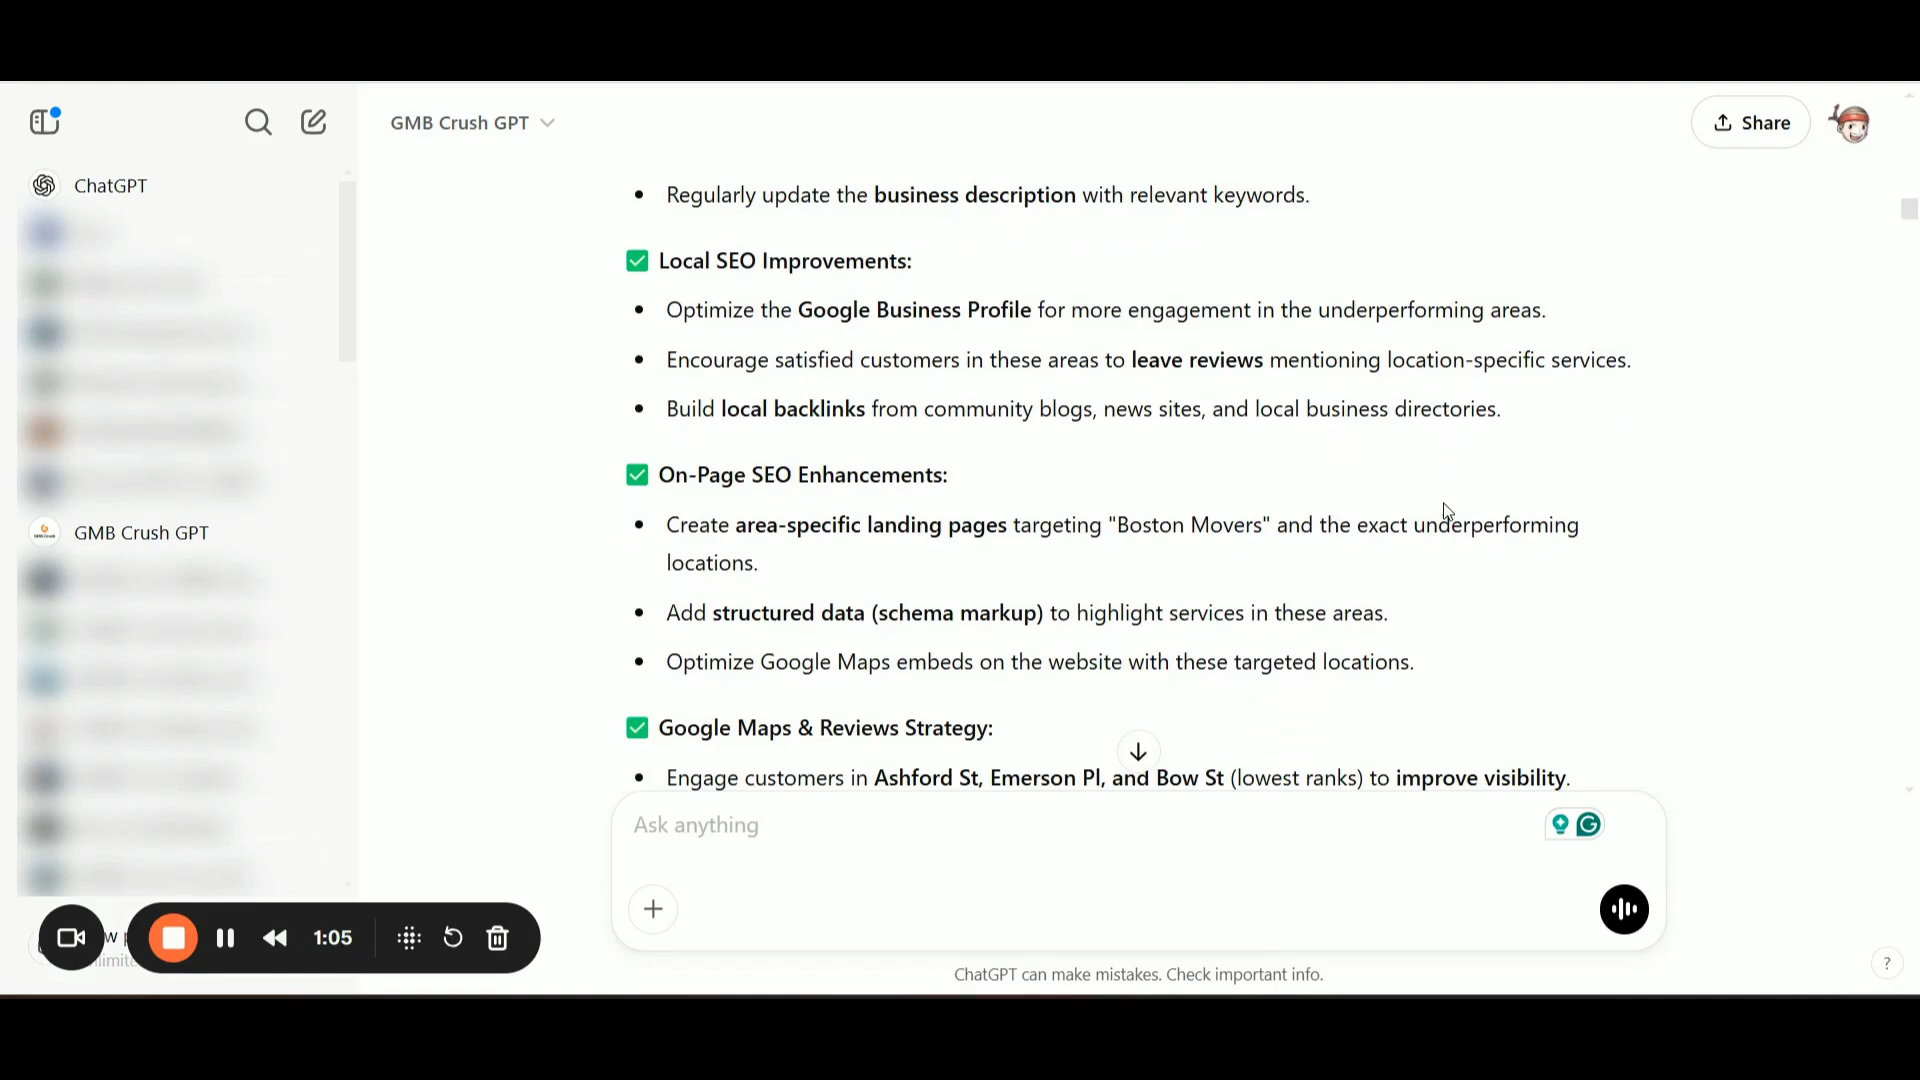 GMB Crush GPT
Share
ChatGPT
GMB Crush GPT
Regularly update the business description with relevant keywords.
Local SEO Improvements:
Optimize the Google Business Profile for more engagement in the underperforming areas.
Encourage satisfied customers in these areas to leave reviews mentioning location-specific services.
Build local backlinks from community blogs, news sites, and local business directories.
On-Page SEO Enhancements:
Create area-specific landing pages targeting "Boston Movers" and the exact underperforming
locations.
Add structured data (schema markup) to highlight services in these areas.
Optimize Google Maps embeds on the website with these targeted locations.
Google Maps & Reviews Strategy:
Engage customers in Ashford St, Emerson Pl, and Bow St (lowest ranks) to improve visibility.
Ask anything
1:05
ChatGPT can make mistakes. Check important info.
?